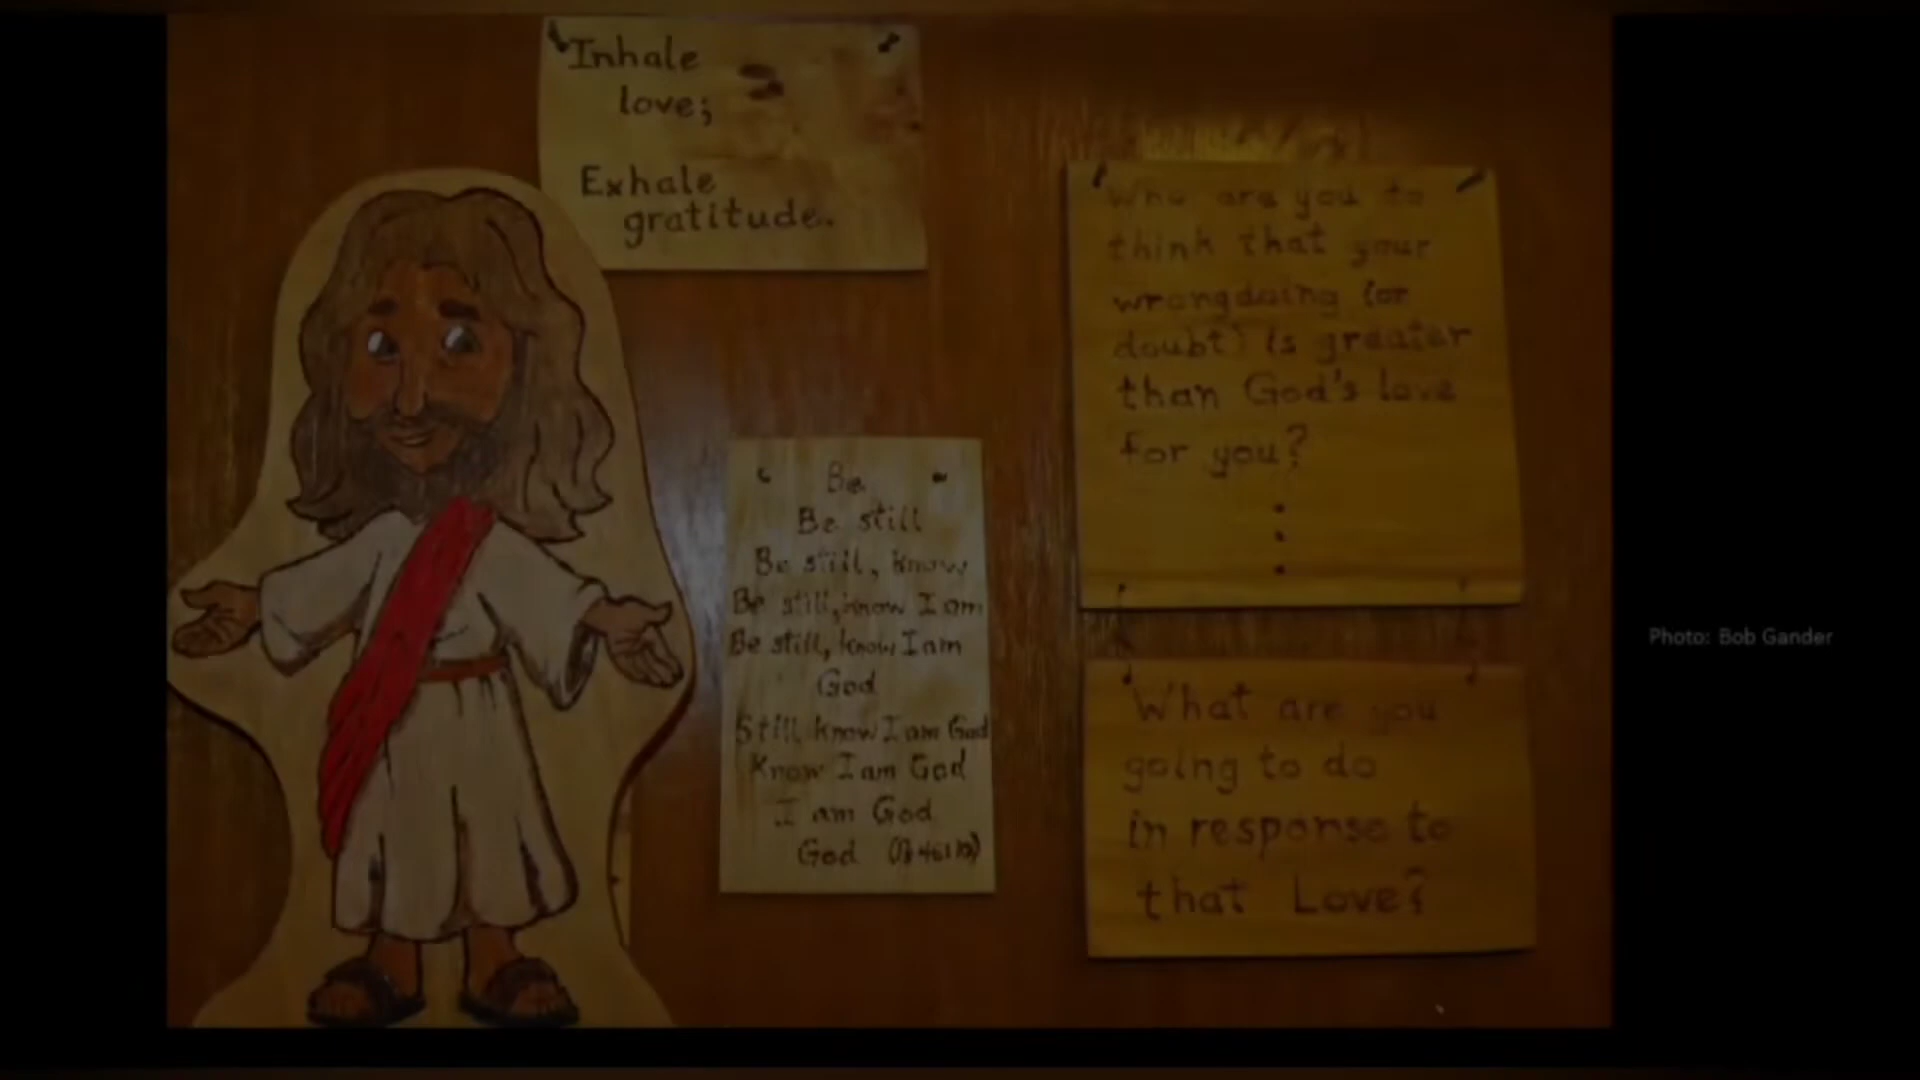 Inhale
love;
Exhale
gratitude.
Be
Be still
Be still, know
Be still, know I am
Be still, know I am
God
Still know I am God
Know I am God
I am God
God
Who are you to
think that your
wrongdoing (or
doubt) is greater
than God's love
for you?
What are you
going to do
in response to
that Love?
Photo: Bob Gander